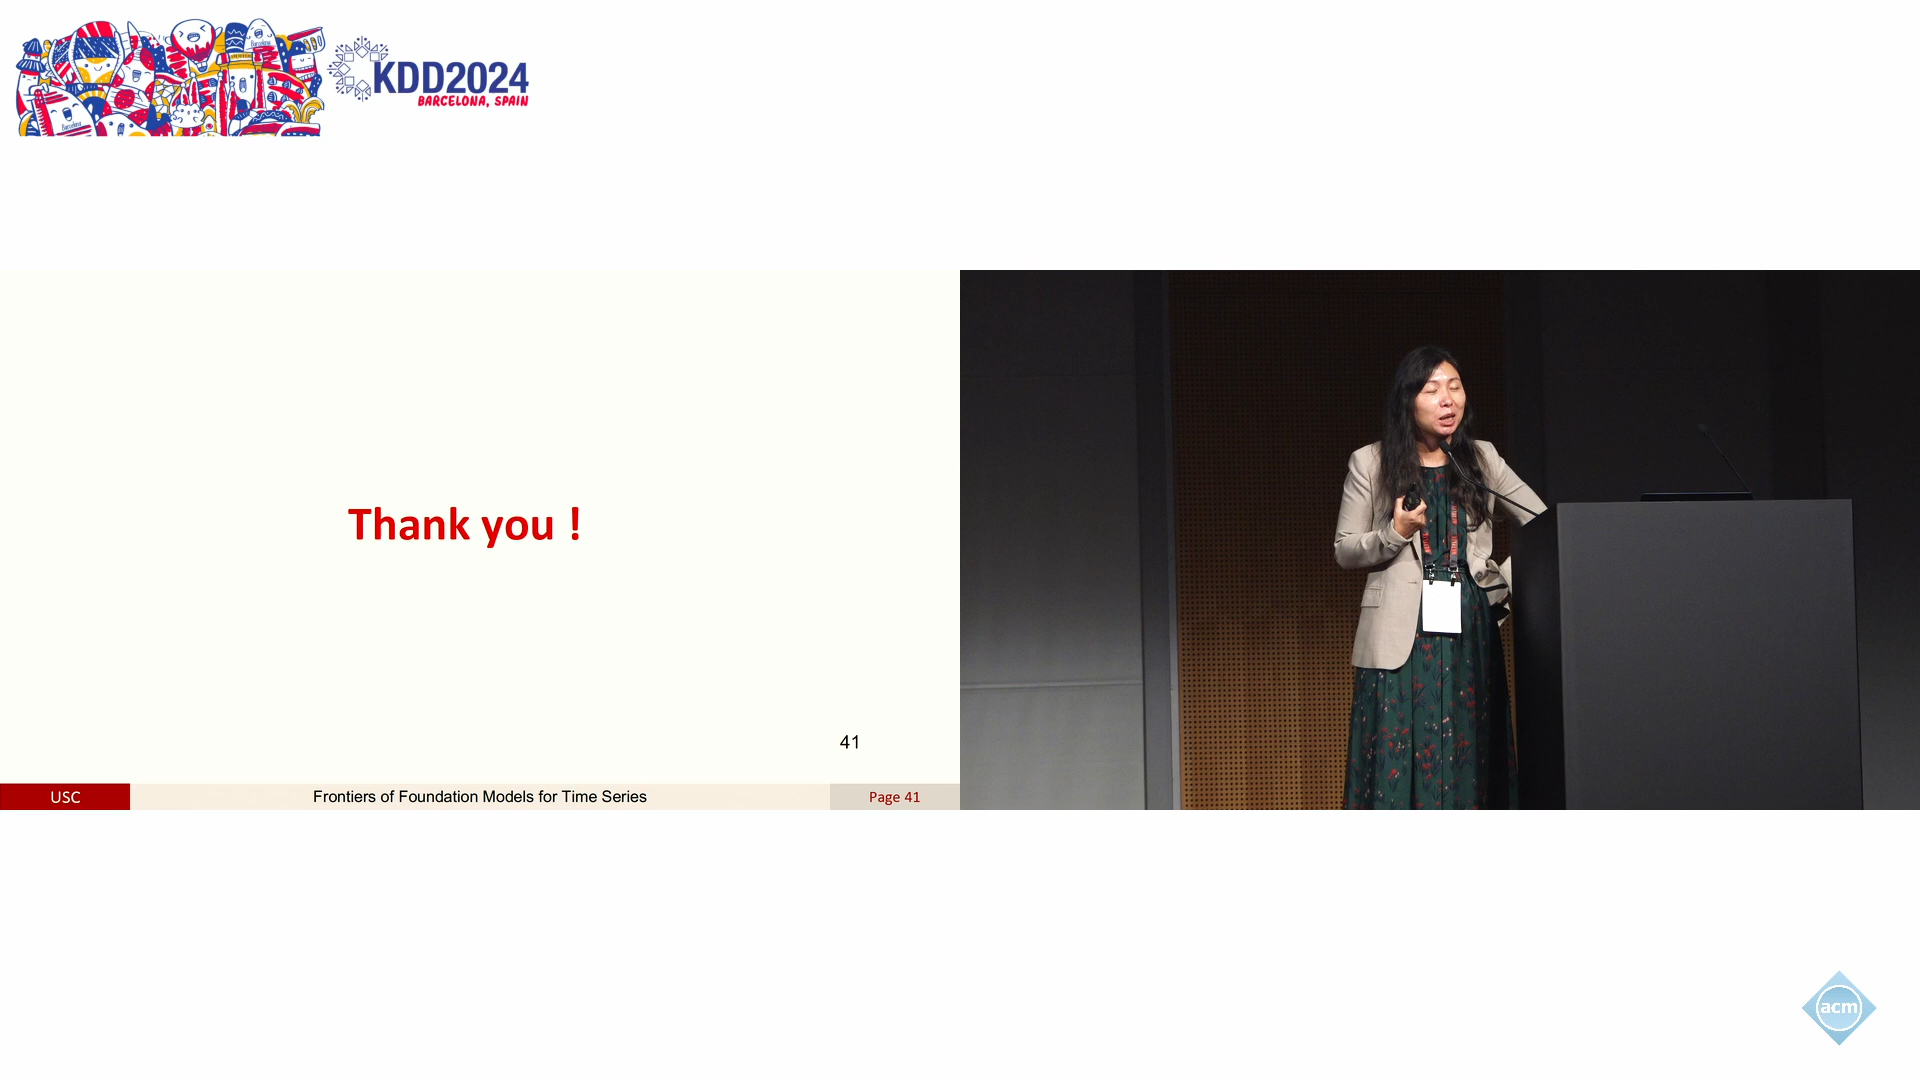 KDD2024
BARCELONA, SPAIN
Thank you !
41
USC
Frontiers of Foundation Models for Time Series
Page 41
acm